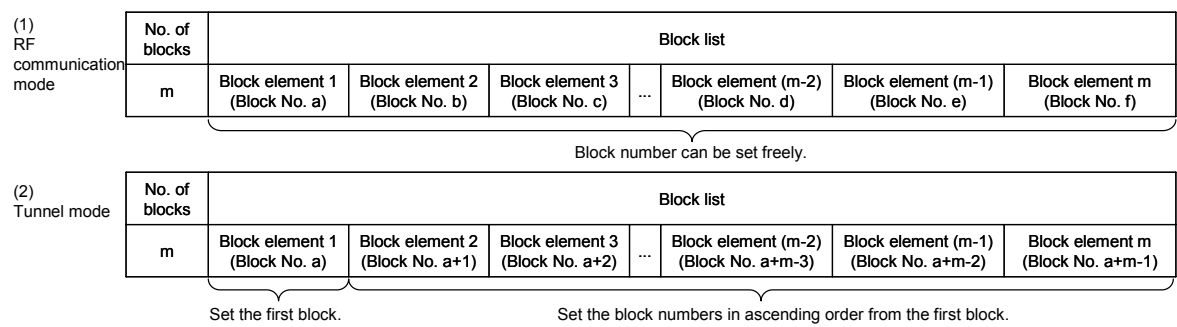 (1)
RF
communication
mode
No. of
blocks
Block list
m
Block element 1
(Block No. a)
Block element 2
(Block No. b)
Block element 3
(Block No. c)
...
Block element (m-2)
(Block No. d)
Block element (m-1)
(Block No. e)
Block element m
(Block No. f)
Block number can be set freely.
(2)
Tunnel mode
No. of
blocks
Block list
m
Block element 1
(Block No. a)
Block element 2
(Block No. a+1)
Block element 3
(Block No. a+2)
...
Block element (m-2)
(Block No. a+m-3)
Block element (m-1)
(Block No. a+m-2)
Block element m
(Block No. a+m-1)
Set the first block.
Set the block numbers in ascending order from the first block.